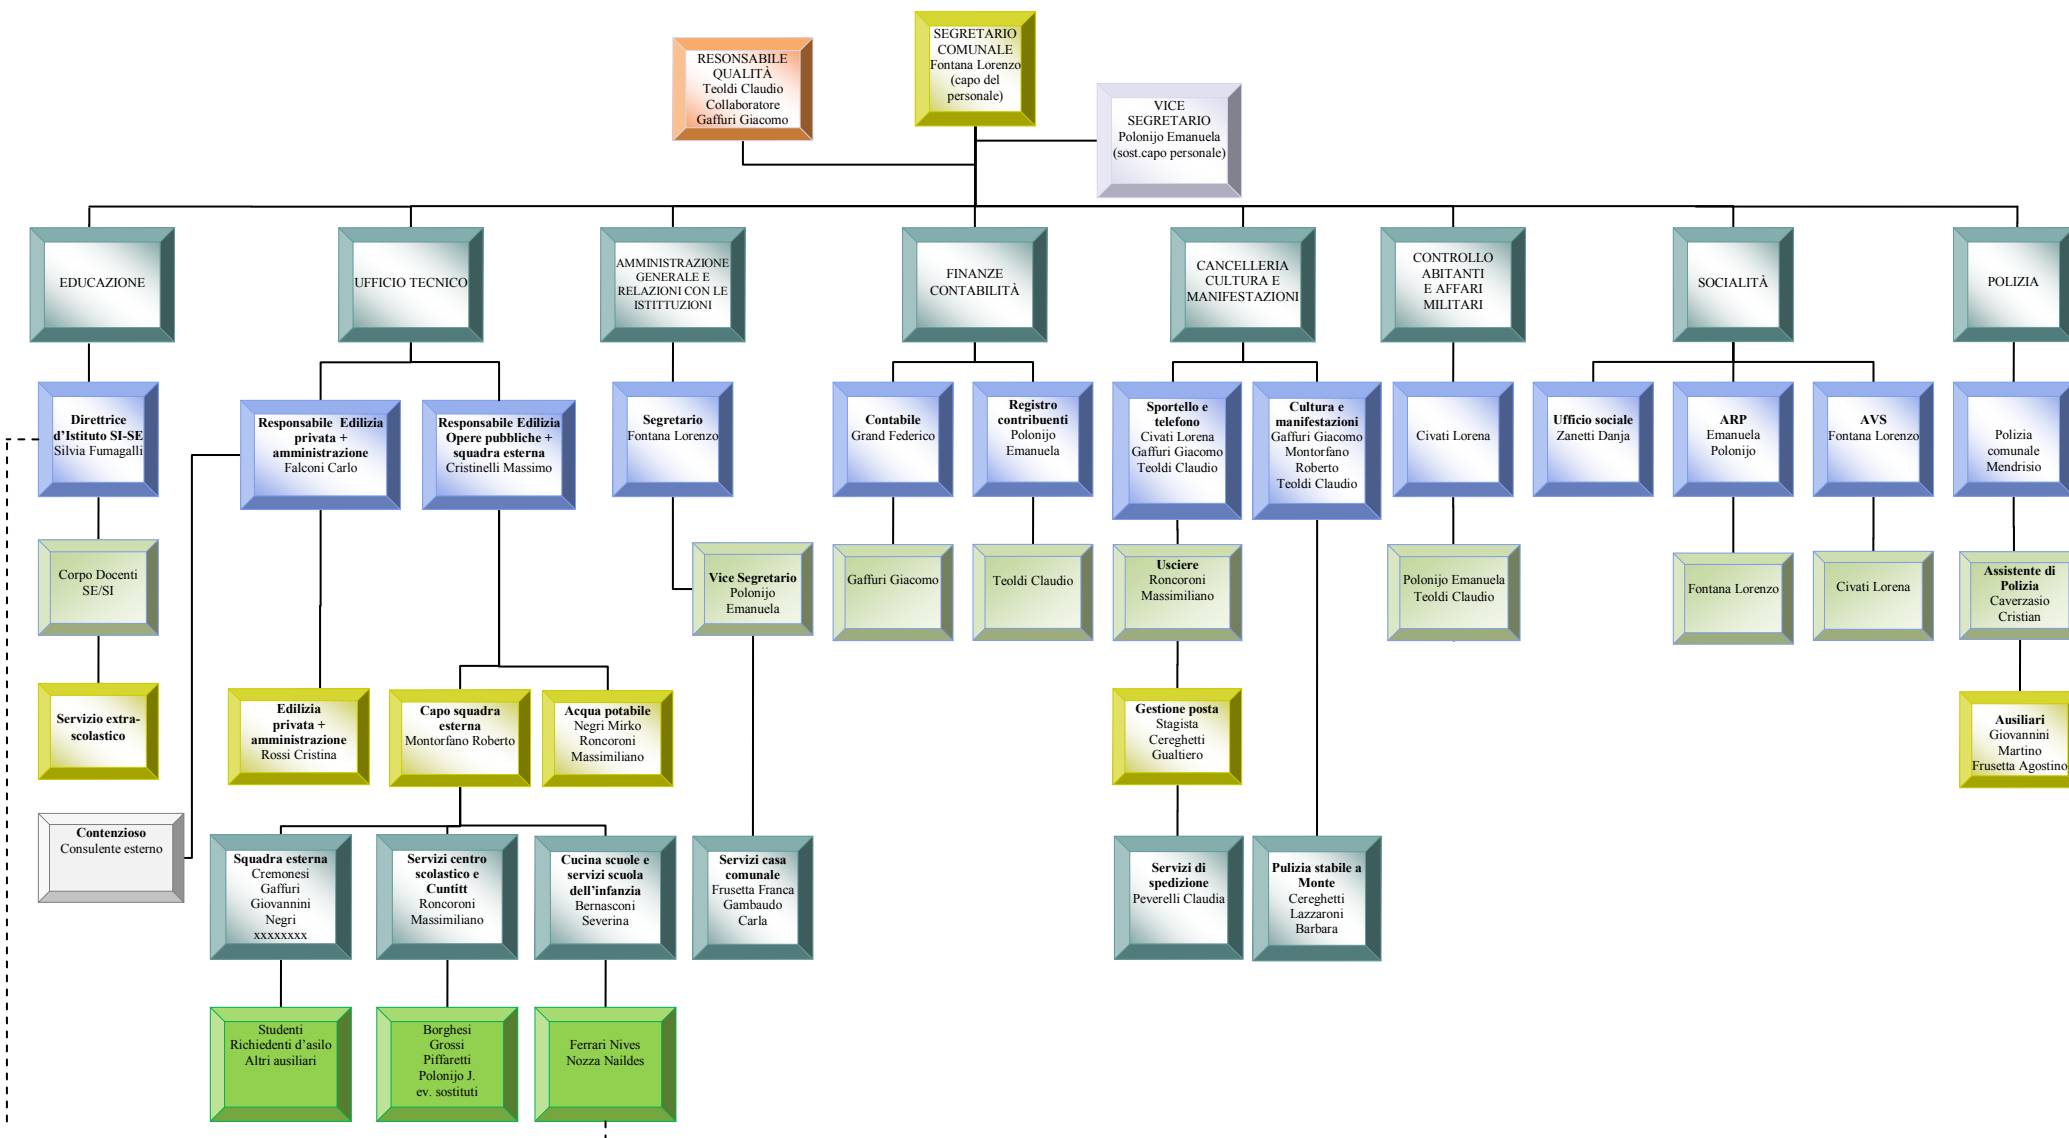 SEGRETARIO
COMUNALE
Fontana Lorenzo
(capo del
personale)
RESONSABILE
QUALITÀ
Teoldi Claudio
Collaboratore
Gaffuri Giacomo
VICE
SEGRETARIO
Polonijo Emanuela
(sost.capo personale)
EDUCAZIONE
UFFICIO TECNICO
AMMINISTRAZIONE
GENERALE E
RELAZIONI CON LE
ISTITTUZIONI
FINANZE
CONTABILITÀ
CANCELLERIA
CULTURA E
MANIFESTAZIONI
CONTROLLO
ABITANTI
E AFFARI
MILITARI
SOCIALITÀ
POLIZIA
Direttrice
d'Istituto SI-SE
Silvia Fumagalli
Responsabile Edilizia
privata +
amministrazione
Falconi Carlo
Responsabile Edilizia
Opere pubbliche +
squadra esterna
Cristinelli Massimo
Segretario
Fontana Lorenzo
Contabile
Grand Federico
Registro
contribuenti
Polonijo
Emanuela
Sportello e
telefono
Civati Lorena
Gaffuri Giacomo
Teoldi Claudio
Cultura e
manifestazioni
Gaffuri Giacomo
Montorfano
Roberto
Teoldi Claudio
Civati Lorena
Ufficio sociale
Zanetti Danja
ARP
Emanuela
Polonijo
AVS
Fontana Lorenzo
Polizia
comunale
Mendrisio
Corpo Docenti
SE/SI
Vice Segretario
Polonijo
Emanuela
Gaffuri Giacomo
Teoldi Claudio
Usciere
Roncoroni
Massimiliano
Polonijo Emanuela
Teoldi Claudio
Fontana Lorenzo
Civati Lorena
Assistente di
Polizia
Caverzasio
Cristian
Servizio extra-
scolastico
Edilizia
privata +
amministrazione
Rossi Cristina
Capo squadra
esterna
Montorfano Roberto
Acqua potabile
Negri Mirko
Roncoroni
Massimiliano
Gestione posta
Stagista
Cereghetti
Gualtiero
Ausiliari
Giovannini
Martino
Frusetta Agostino
Contenzioso
Consulente esterno
Squadra esterna
Cremonesi
Gaffuri
Giovannini
Negri
xxxxxxxx
Servizi centro
scolastico e
Cuntitt
Roncoroni
Massimiliano
Cucina scuole e
servizi scuola
dell'infanzia
Bernasconi
Severina
Servizi casa
comunale
Frusetta Franca
Gambaudo
Carla
Servizi di
spedizione
Peverelli Claudia
Pulizia stabile a
Monte
Cereghetti
Lazzaroni
Barbara
Studenti
Richiedenti d'asilo
Altri ausiliari
Borghesi
Grossi
Piffaretti
Polonijo J.
ev. sostituti
Ferrari Nives
Nozza Naildes